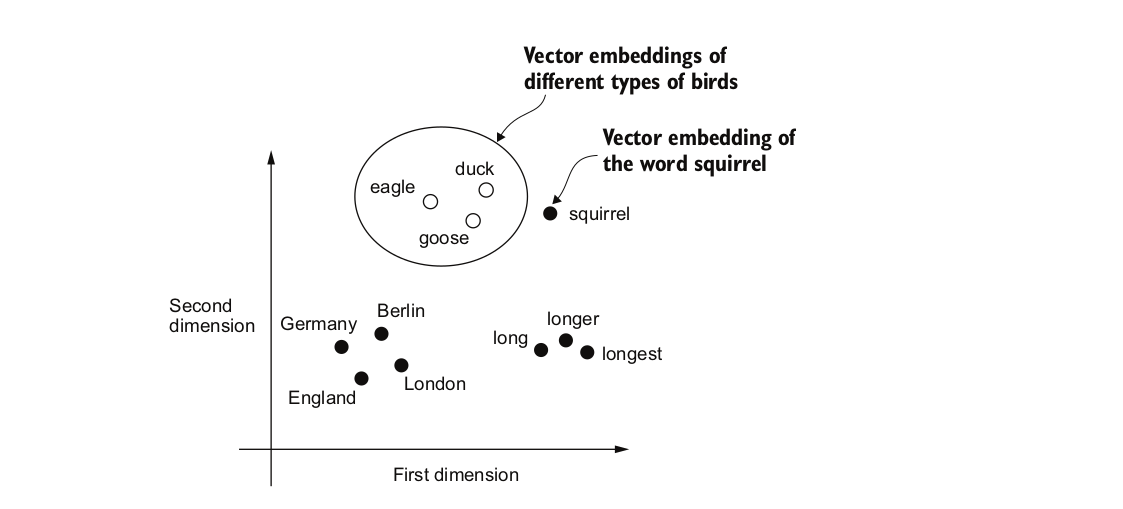 Vector embeddings of
different types of birds
Vector embedding of
the word squirrel
duck
eagle
squirrel
goose
Second
dimension
Berlin
Germany
longer
long
longest
London
England
First dimension